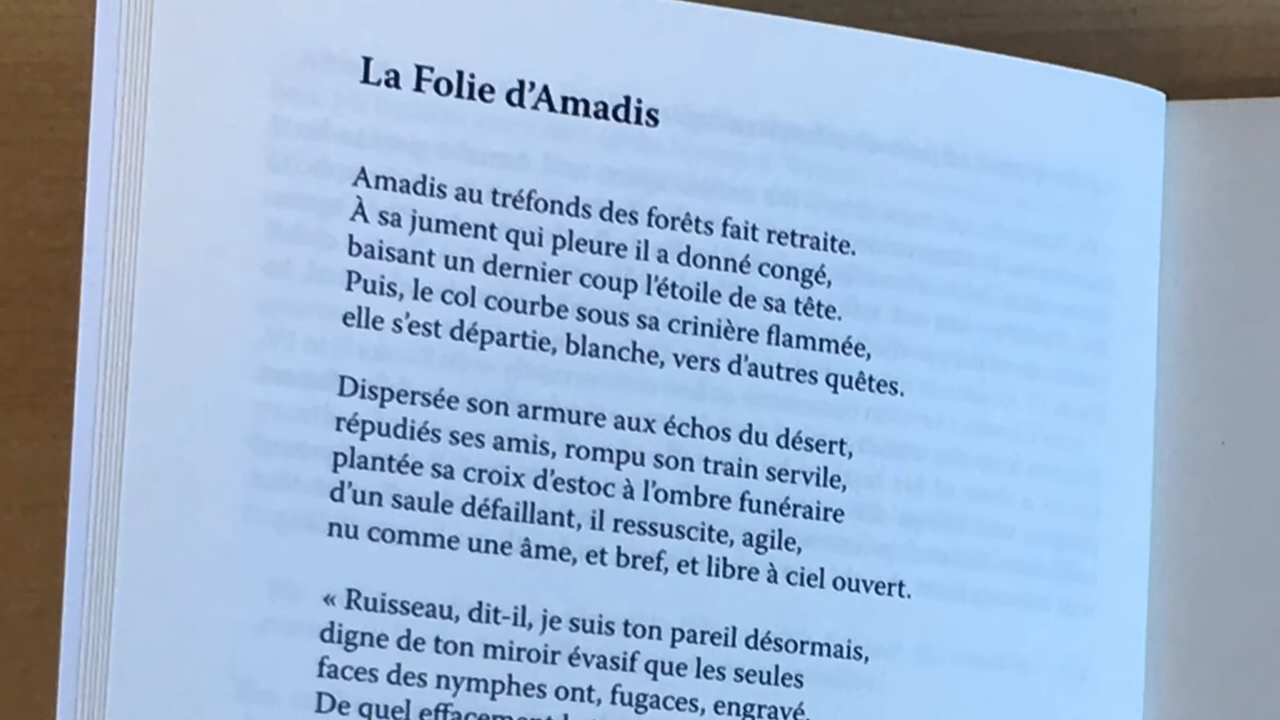 La Folie d'Amadis
Amadis au tréfonds des forêts fait retraite.
À sa jument qui pleure il a donné congé,
baisant un dernier coup l'étoile de sa tête.
Puis, le col courbe sous sa crinière flammée,
elle s'est départie, blanche, vers d'autres quêtes.
Dispersée son armure aux échos du désert,
répudiés ses amis, rompu son train servile,
plantée sa croix d'estoc à l'ombre funéraire
d'un saule défaillant, il ressuscite, agile,
nu comme une âme, et bref, et libre à ciel ouvert.
« Ruisseau, dit-il, je suis ton pareil désormais,
digne de ton miroir évasif que les seules
faces des nymphes ont, fugaces, engravé.
De quel effacement